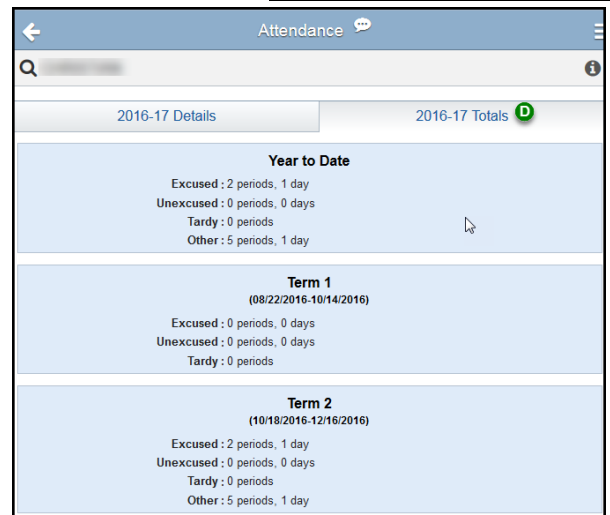 Attendance
2016-17 Details
2016-17 Totals D
Year to Date
Excused : 2 periods, 1 day
Unexcused : 0 periods, 0 days
Tardy : 0 periods
Other : 5 periods, 1 day
Term 1
(08/22/2016-10/14/2016)
Excused : 0 periods, 0 days
Unexcused : 0 periods, 0 days
Tardy : 0 periods
Term 2
(10/18/2016-12/16/2016)
Excused : 2 periods, 1 day
Unexcused : 0 periods, 0 days
Tardy : 0 periods
Other : 5 periods, 1 day